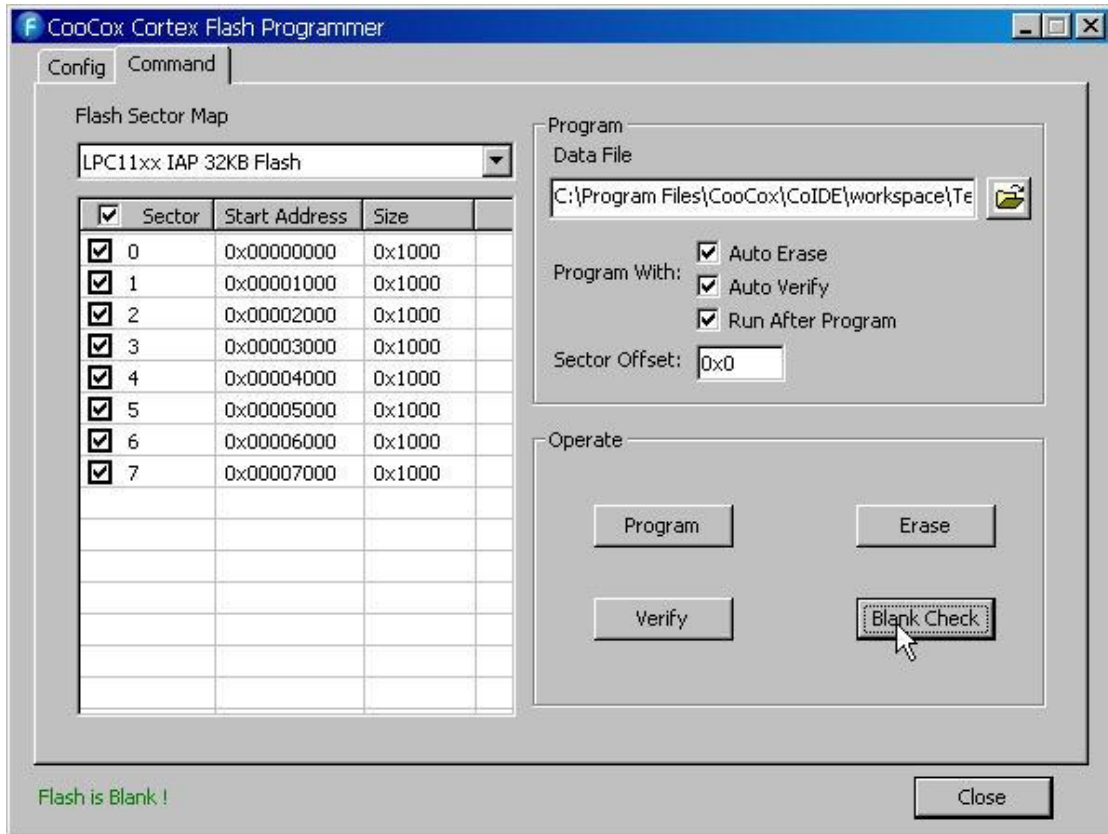 CooCox Cortex Flash Programmer
Config Command
Flash Sector Map
LPC11xx IAP 32KB Flash
Sector Start Address Size
0 0x00000000 0x1000
1 0x00001000 0x1000
2 0x00002000 0x1000
3 0x00003000 0x1000
4 0x00004000 0x1000
5 0x00005000 0x1000
6 0x00006000 0x1000
7 0x00007000 0x1000
Program
Data File
C:\Program Files\CooCox\CoIDE\workspace\Te
Program With:
Auto Erase
Auto Verify
Run After Program
Sector Offset: 0x0
Operate
Program Erase
Verify Blank Check
Flash is Blank !
Close